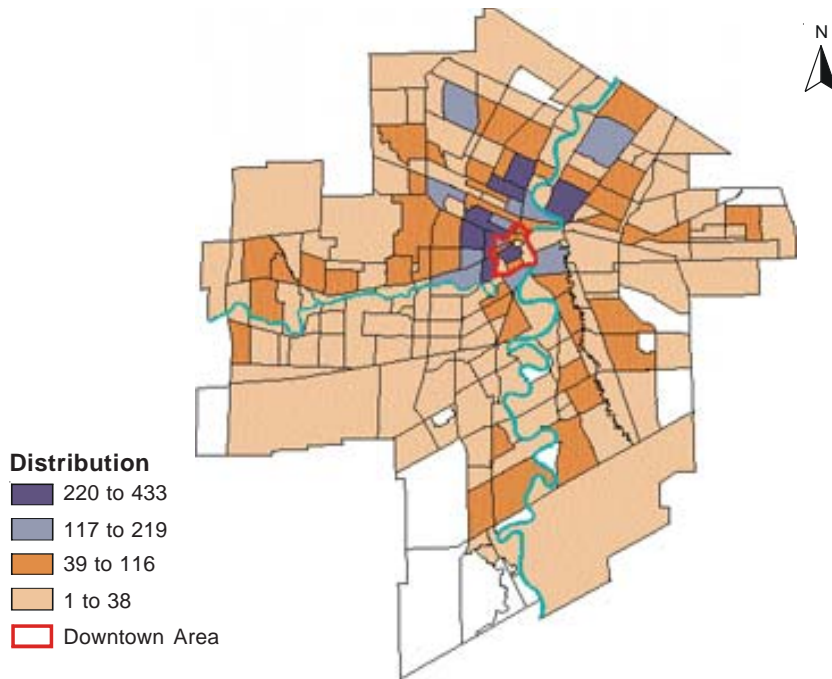 N
Distribution
220 to 433
117 to 219
39 to 116
1 to 38
Downtown Area